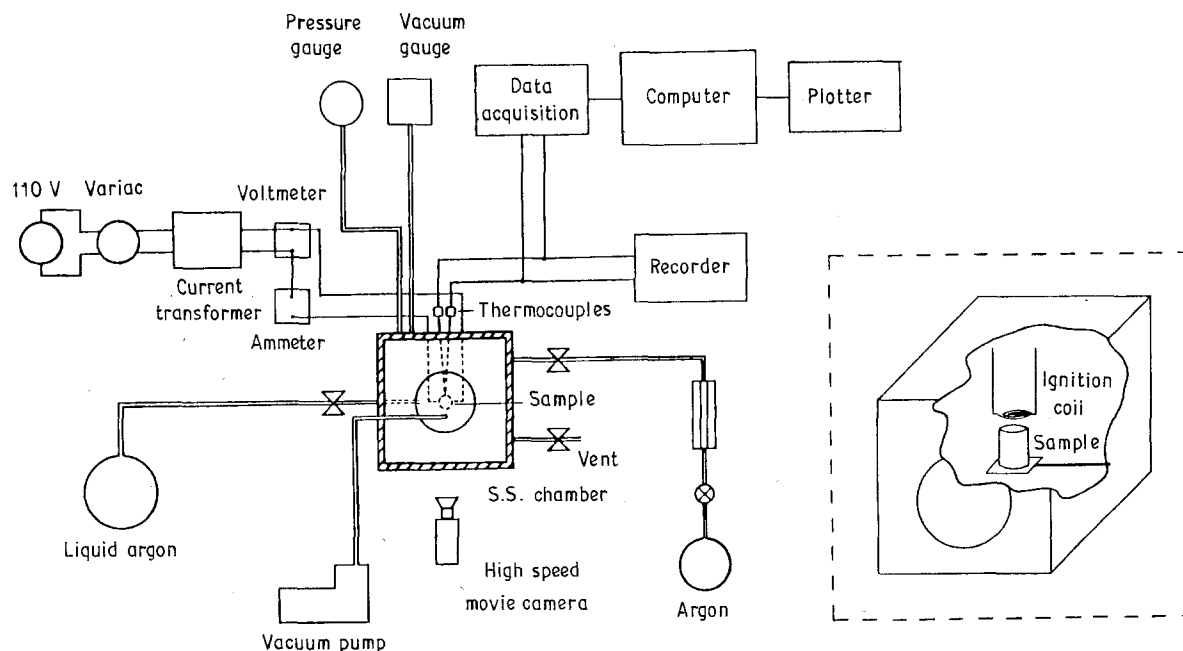 Pressure
gauge
Vacuum
gauge
Data
acquisition
Computer
Plotter
110 V
Variac
Voltmeter
Current
transformer
Ammeter
Thermocouples
Recorder
Sample
Vent
S.S. chamber
Liquid argon
High speed
movie camera
Vacuum pump
Argon
Ignition
coil
Sample